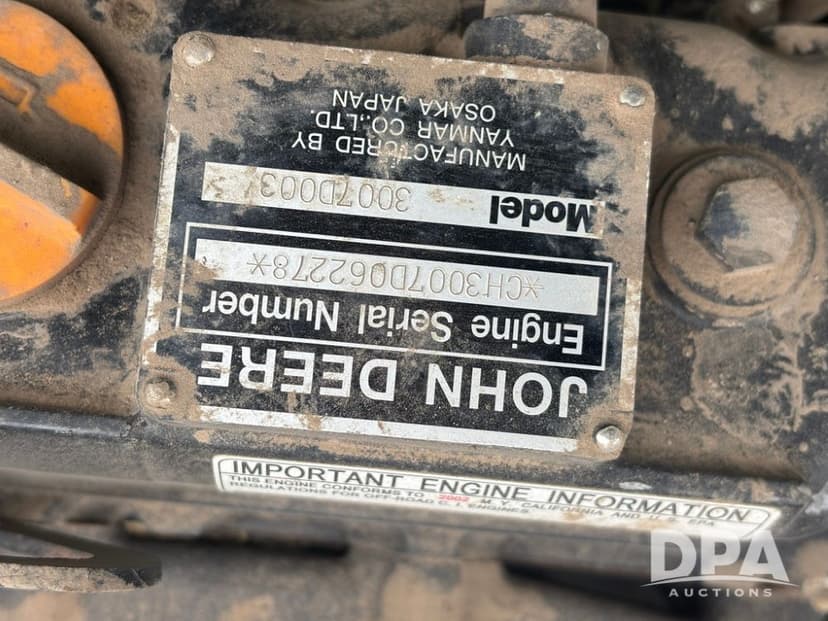 JOHN DEERE
Engine Serial Number
*CH3007D062278*
Model 3007D003
MANUFACTURED BY
YANMAR CO.,LTD.
OSAKA JAPAN
IMPORTANT ENGINE INFORMATION
THIS ENGINE CONFORMS TO 2002 M.Y. CALIFORNIA AND U.S. EPA
REGULATIONS FOR OFF-ROAD C.I. ENGINES.
DPA
AUCTIONS